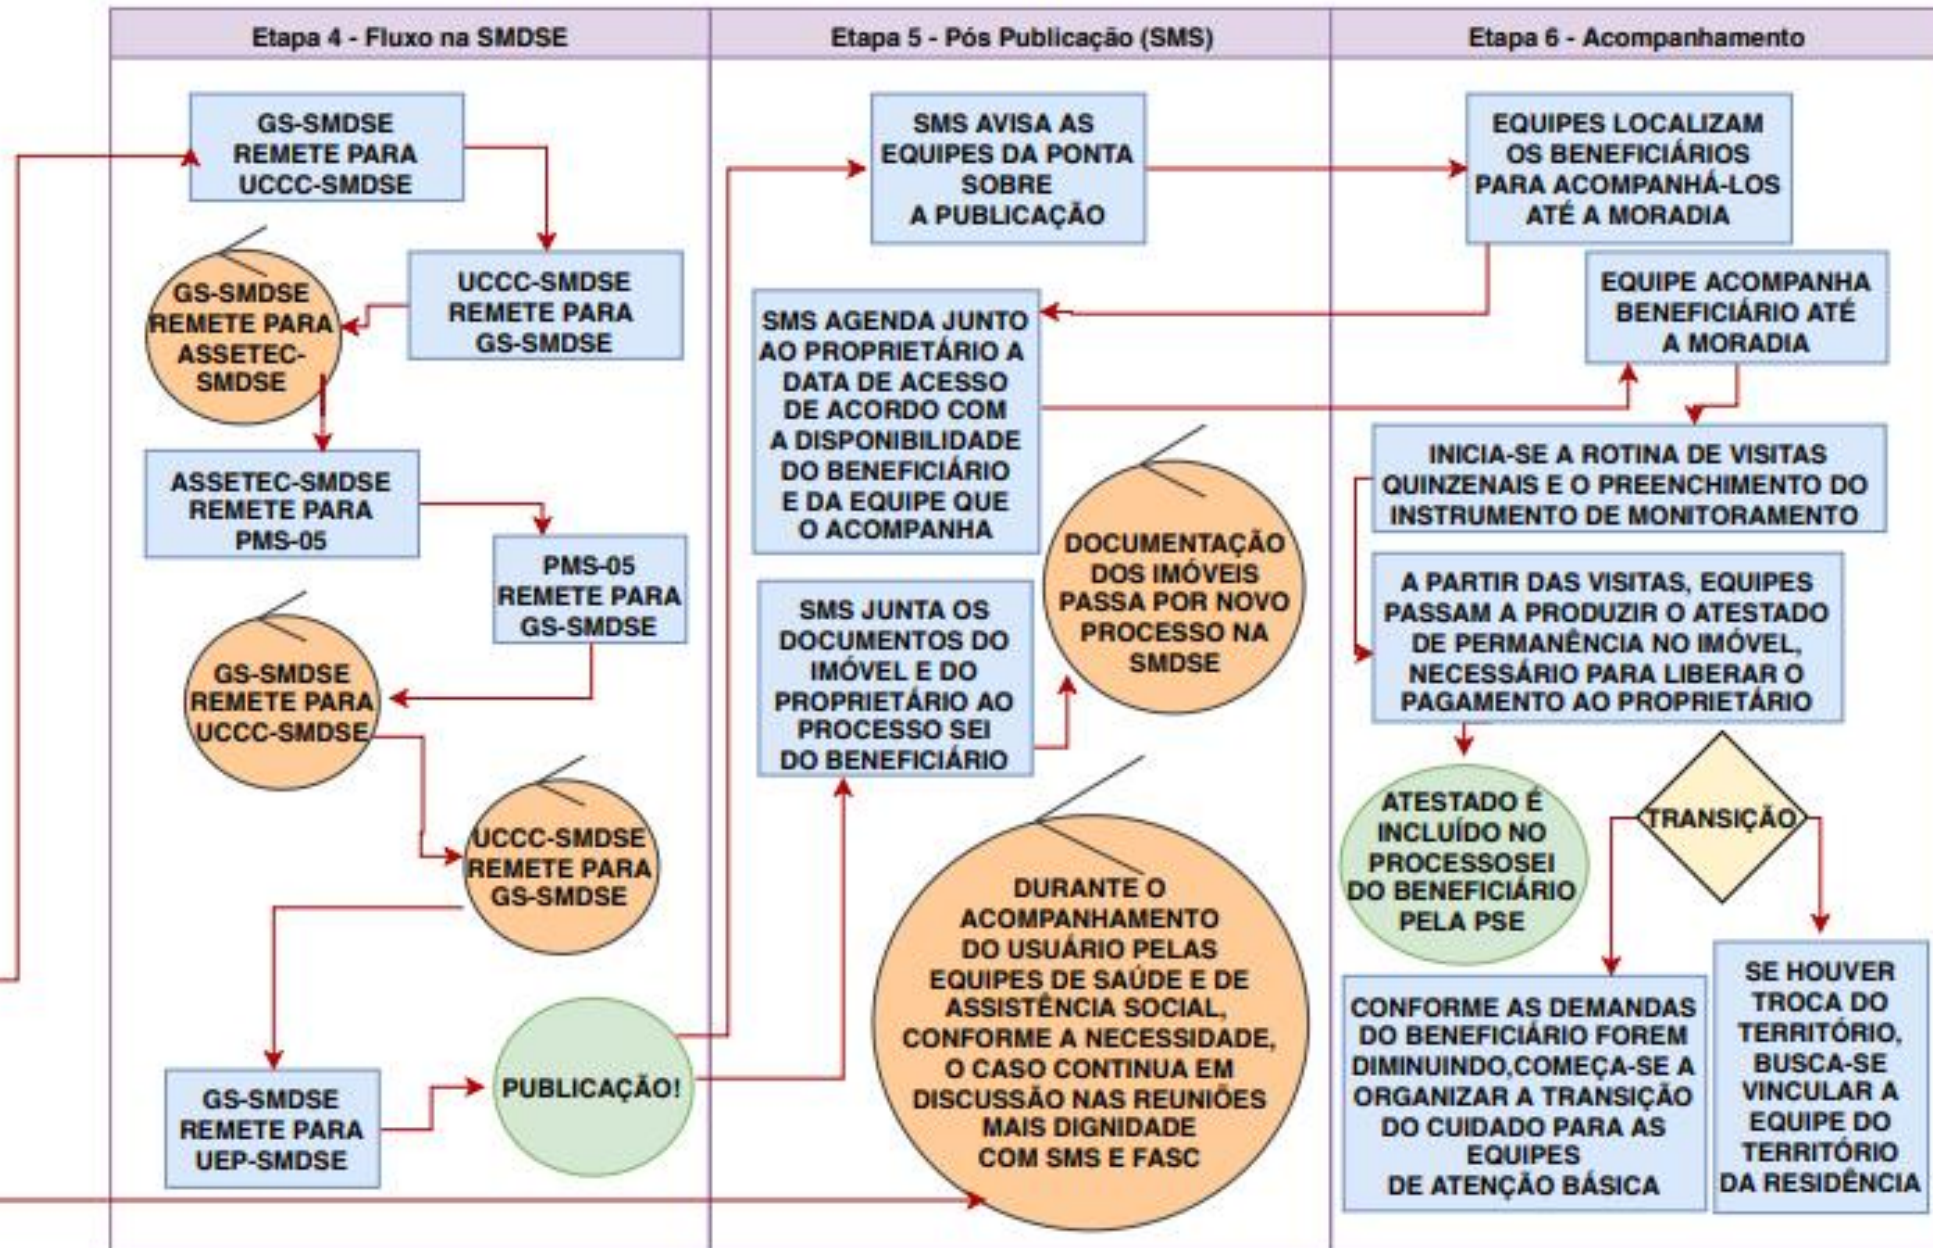 Etapa 4 - Fluxo na SMDSE
GS-SMDSE
REMETE PARA
UCCC-SMDSE
UCCC-SMDSE
REMETE PARA
GS-SMDSE
GS-SMDSE
REMETE PARA
ASSETEC-
SMDSE
ASSETEC-SMDSE
REMETE PARA
PMS-05
PMS-05
REMETE PARA
GS-SMDSE
GS-SMDSE
REMETE PARA
UCCC-SMDSE
UCCC-SMDSE
REMETE PARA
GS-SMDSE
GS-SMDSE
REMETE PARA
UEP-SMDSE
PUBLICAÇÃO!
Etapa 5 - Pós Publicação (SMS)
SMS AVISA AS
EQUIPES DA PONTA
SOBRE
A PUBLICAÇÃO
SMS AGENDA JUNTO
AO PROPRIETÁRIO A
DATA DE ACESSO
DE ACORDO COM
A DISPONIBILIDADE
DO BENEFICIÁRIO
E DA EQUIPE QUE
O ACOMPANHA
SMS JUNTA OS
DOCUMENTOS DO
IMÓVEL E DO
PROPRIETÁRIO AO
PROCESSO SEI
DO BENEFICIÁRIO
DOCUMENTAÇÃO
DOS IMÓVEIS
PASSA POR NOVO
PROCESSO NA
SMDSE
DURANTE O
ACOMPANHAMENTO
DO USUÁRIO PELAS
EQUIPES DE SAÚDE E DE
ASSISTÊNCIA SOCIAL,
CONFORME A NECESSIDADE,
O CASO CONTINUA EM
DISCUSSÃO NAS REUNIÕES
MAIS DIGNIDADE
COM SMS E FASC
Etapa 6 - Acompanhamento
EQUIPES LOCALIZAM
OS BENEFICIÁRIOS
PARA ACOMPANHÁ-LOS
ATÉ A MORADIA
EQUIPE ACOMPANHA
BENEFICIÁRIO ATÉ
A MORADIA
INICIA-SE A ROTINA DE VISITAS
QUINZENAIS E O PREENCHIMENTO DO
INSTRUMENTO DE MONITORAMENTO
A PARTIR DAS VISITAS, EQUIPES
PASSAM A PRODUZIR O ATESTADO
DE PERMANÊNCIA NO IMÓVEL,
NECESSÁRIO PARA LIBERAR O
PAGAMENTO AO PROPRIETÁRIO
ATESTADO É
INCLUÍDO NO
PROCESSOSEI
DO BENEFICIÁRIO
PELA PSE
TRANSIÇÃO
CONFORME AS DEMANDAS
DO BENEFICIÁRIO FOREM
DIMINUINDO,COMEÇA-SE A
ORGANIZAR A TRANSIÇÃO
DO CUIDADO PARA AS
EQUIPES
DE ATENÇÃO BÁSICA
SE HOUVER
TROCA DO
TERRITÓRIO,
BUSCA-SE
VINCULAR A
EQUIPE DO
TERRITÓRIO
DA RESIDÊNCIA